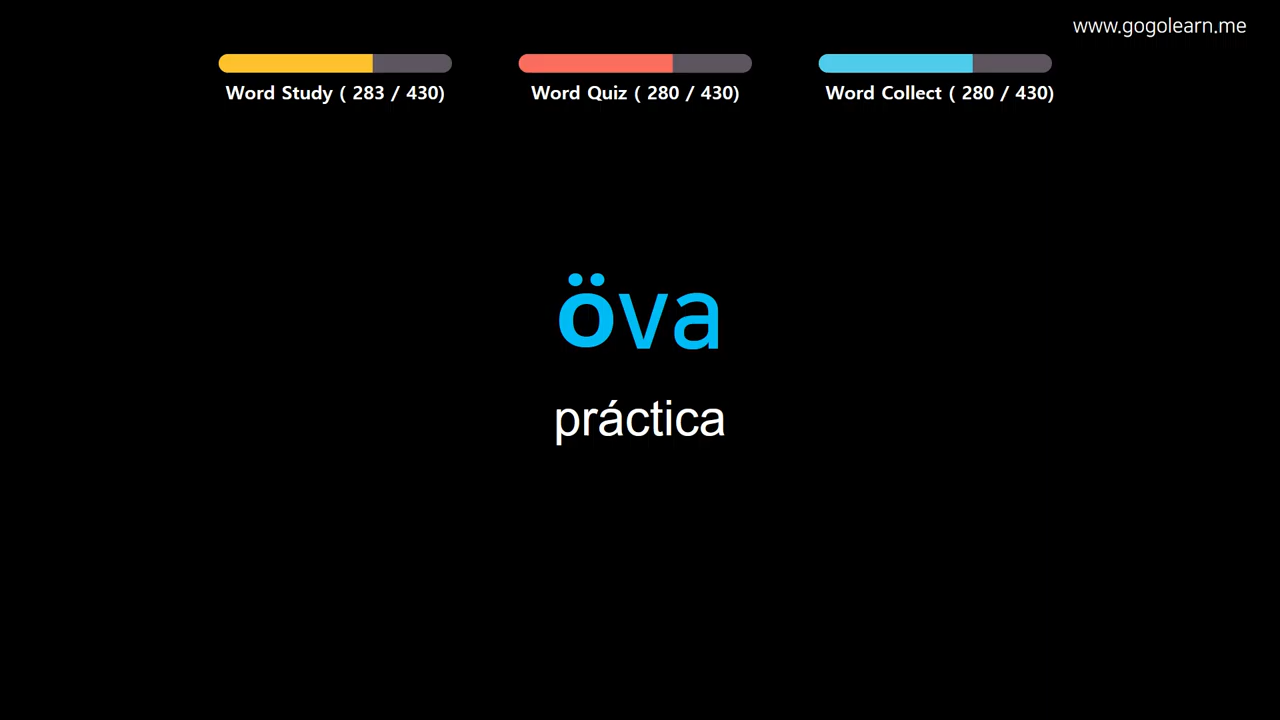 www.gogolearn.me
Word Study ( 283 / 430)
Word Quiz ( 280 / 430)
Word Collect ( 280 / 430)
öva
práctica